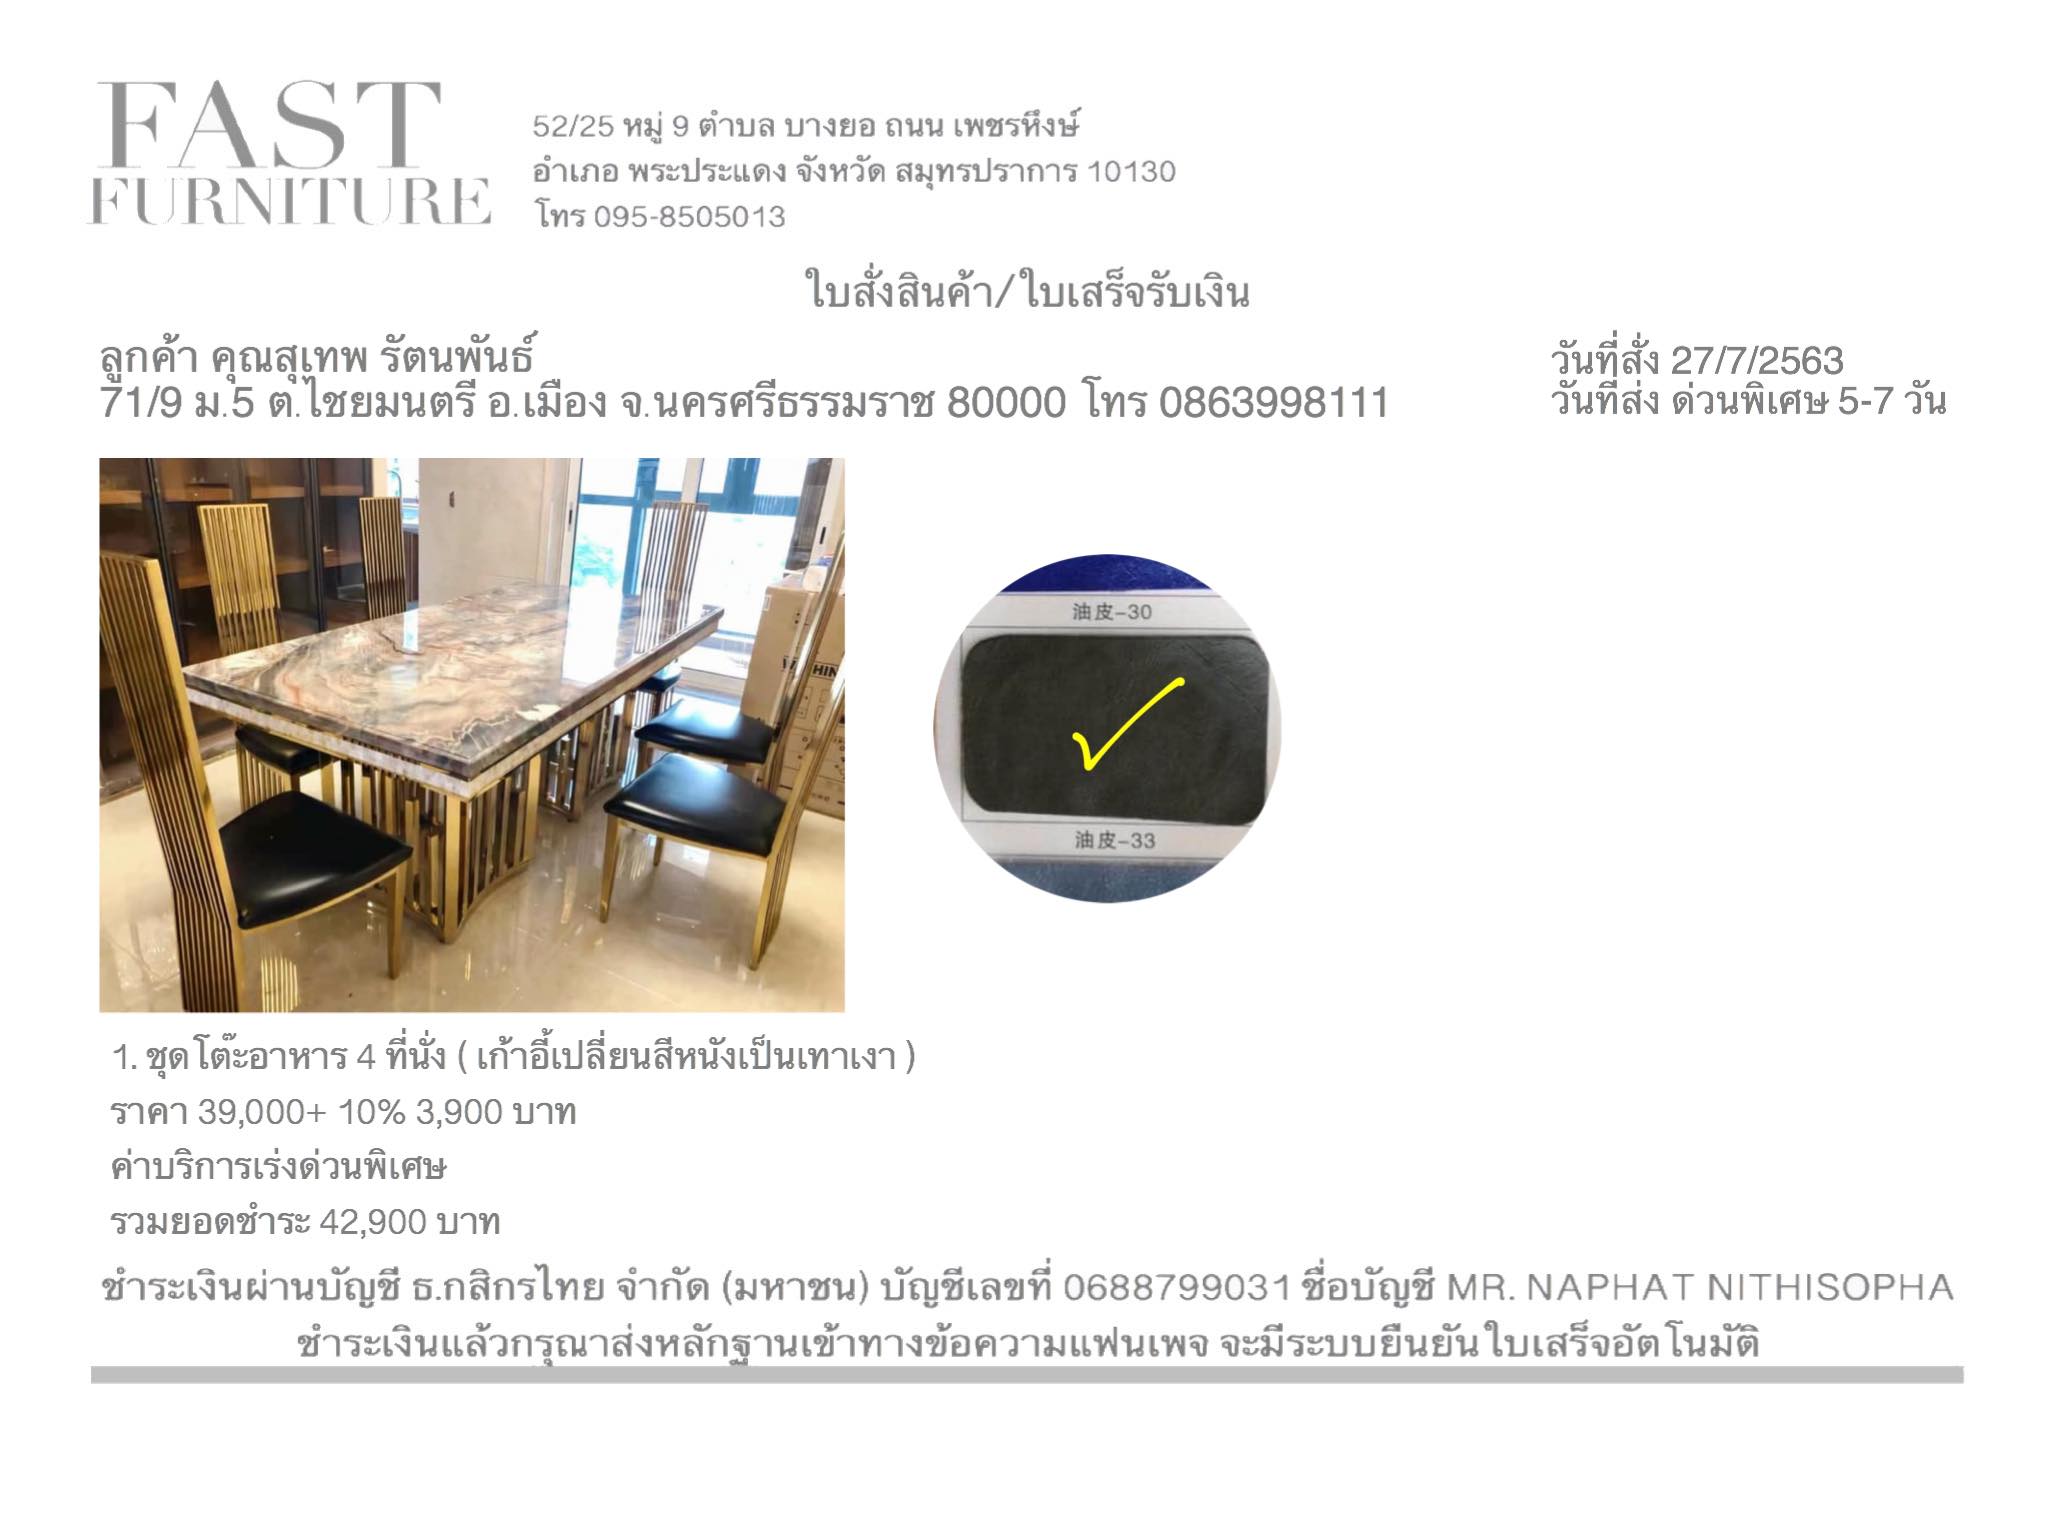 FAST
FURNITURE
52/25 หมู่ 9 ตำบล บางยอ ถนน เพชรหึงษ์
อำเภอ พระประแดง จังหวัด สมุทรปราการ 10130
โทร 095-8505013
ใบสั่งสินค้า/ใบเสร็จรับเงิน
ลูกค้า คุณสุเทพ รัตนพันธ์
71/9 ม.5 ต.ไชยมนตรี อ.เมือง จ.นครศรีธรรมราช 80000 โทร 0863998111
วันที่สั่ง 27/7/2563
วันที่ส่ง ด่วนพิเศษ 5-7 วัน
油皮-30
油皮-33
1. ชุดโต๊ะอาหาร 4 ที่นั่ง ( เก้าอี้เปลี่ยนสีหนังเป็นเทาเงา )
ราคา 39,000+ 10% 3,900 บาท
ค่าบริการเร่งด่วนพิเศษ
รวมยอดชำระ 42,900 บาท
ชำระเงินผ่านบัญชี ธ.กสิกรไทย จำกัด (มหาชน) บัญชีเลขที่ 0688799031 ชื่อบัญชี MR. NAPHAT NITHISOPHA
ชำระเงินแล้วกรุณาส่งหลักฐานเข้าทางข้อความแฟนเพจ จะมีระบบยืนยันใบเสร็จอัตโนมัติ